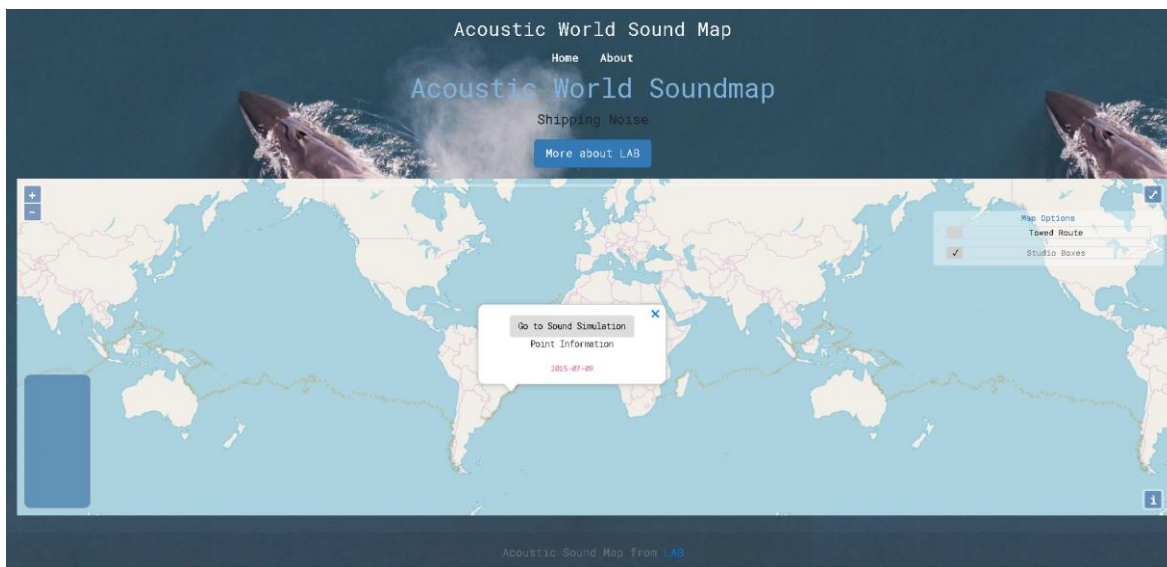 Acoustic World Sound Map
Home About
Acoustic World Soundmap
Shipping Noise
More about LAB
+
−
Map Options
Towed Route
✓ Studio Boxes
Go to Sound Simulation
Point Information
2015-07-09
i
Acoustic Sound Map from LAB